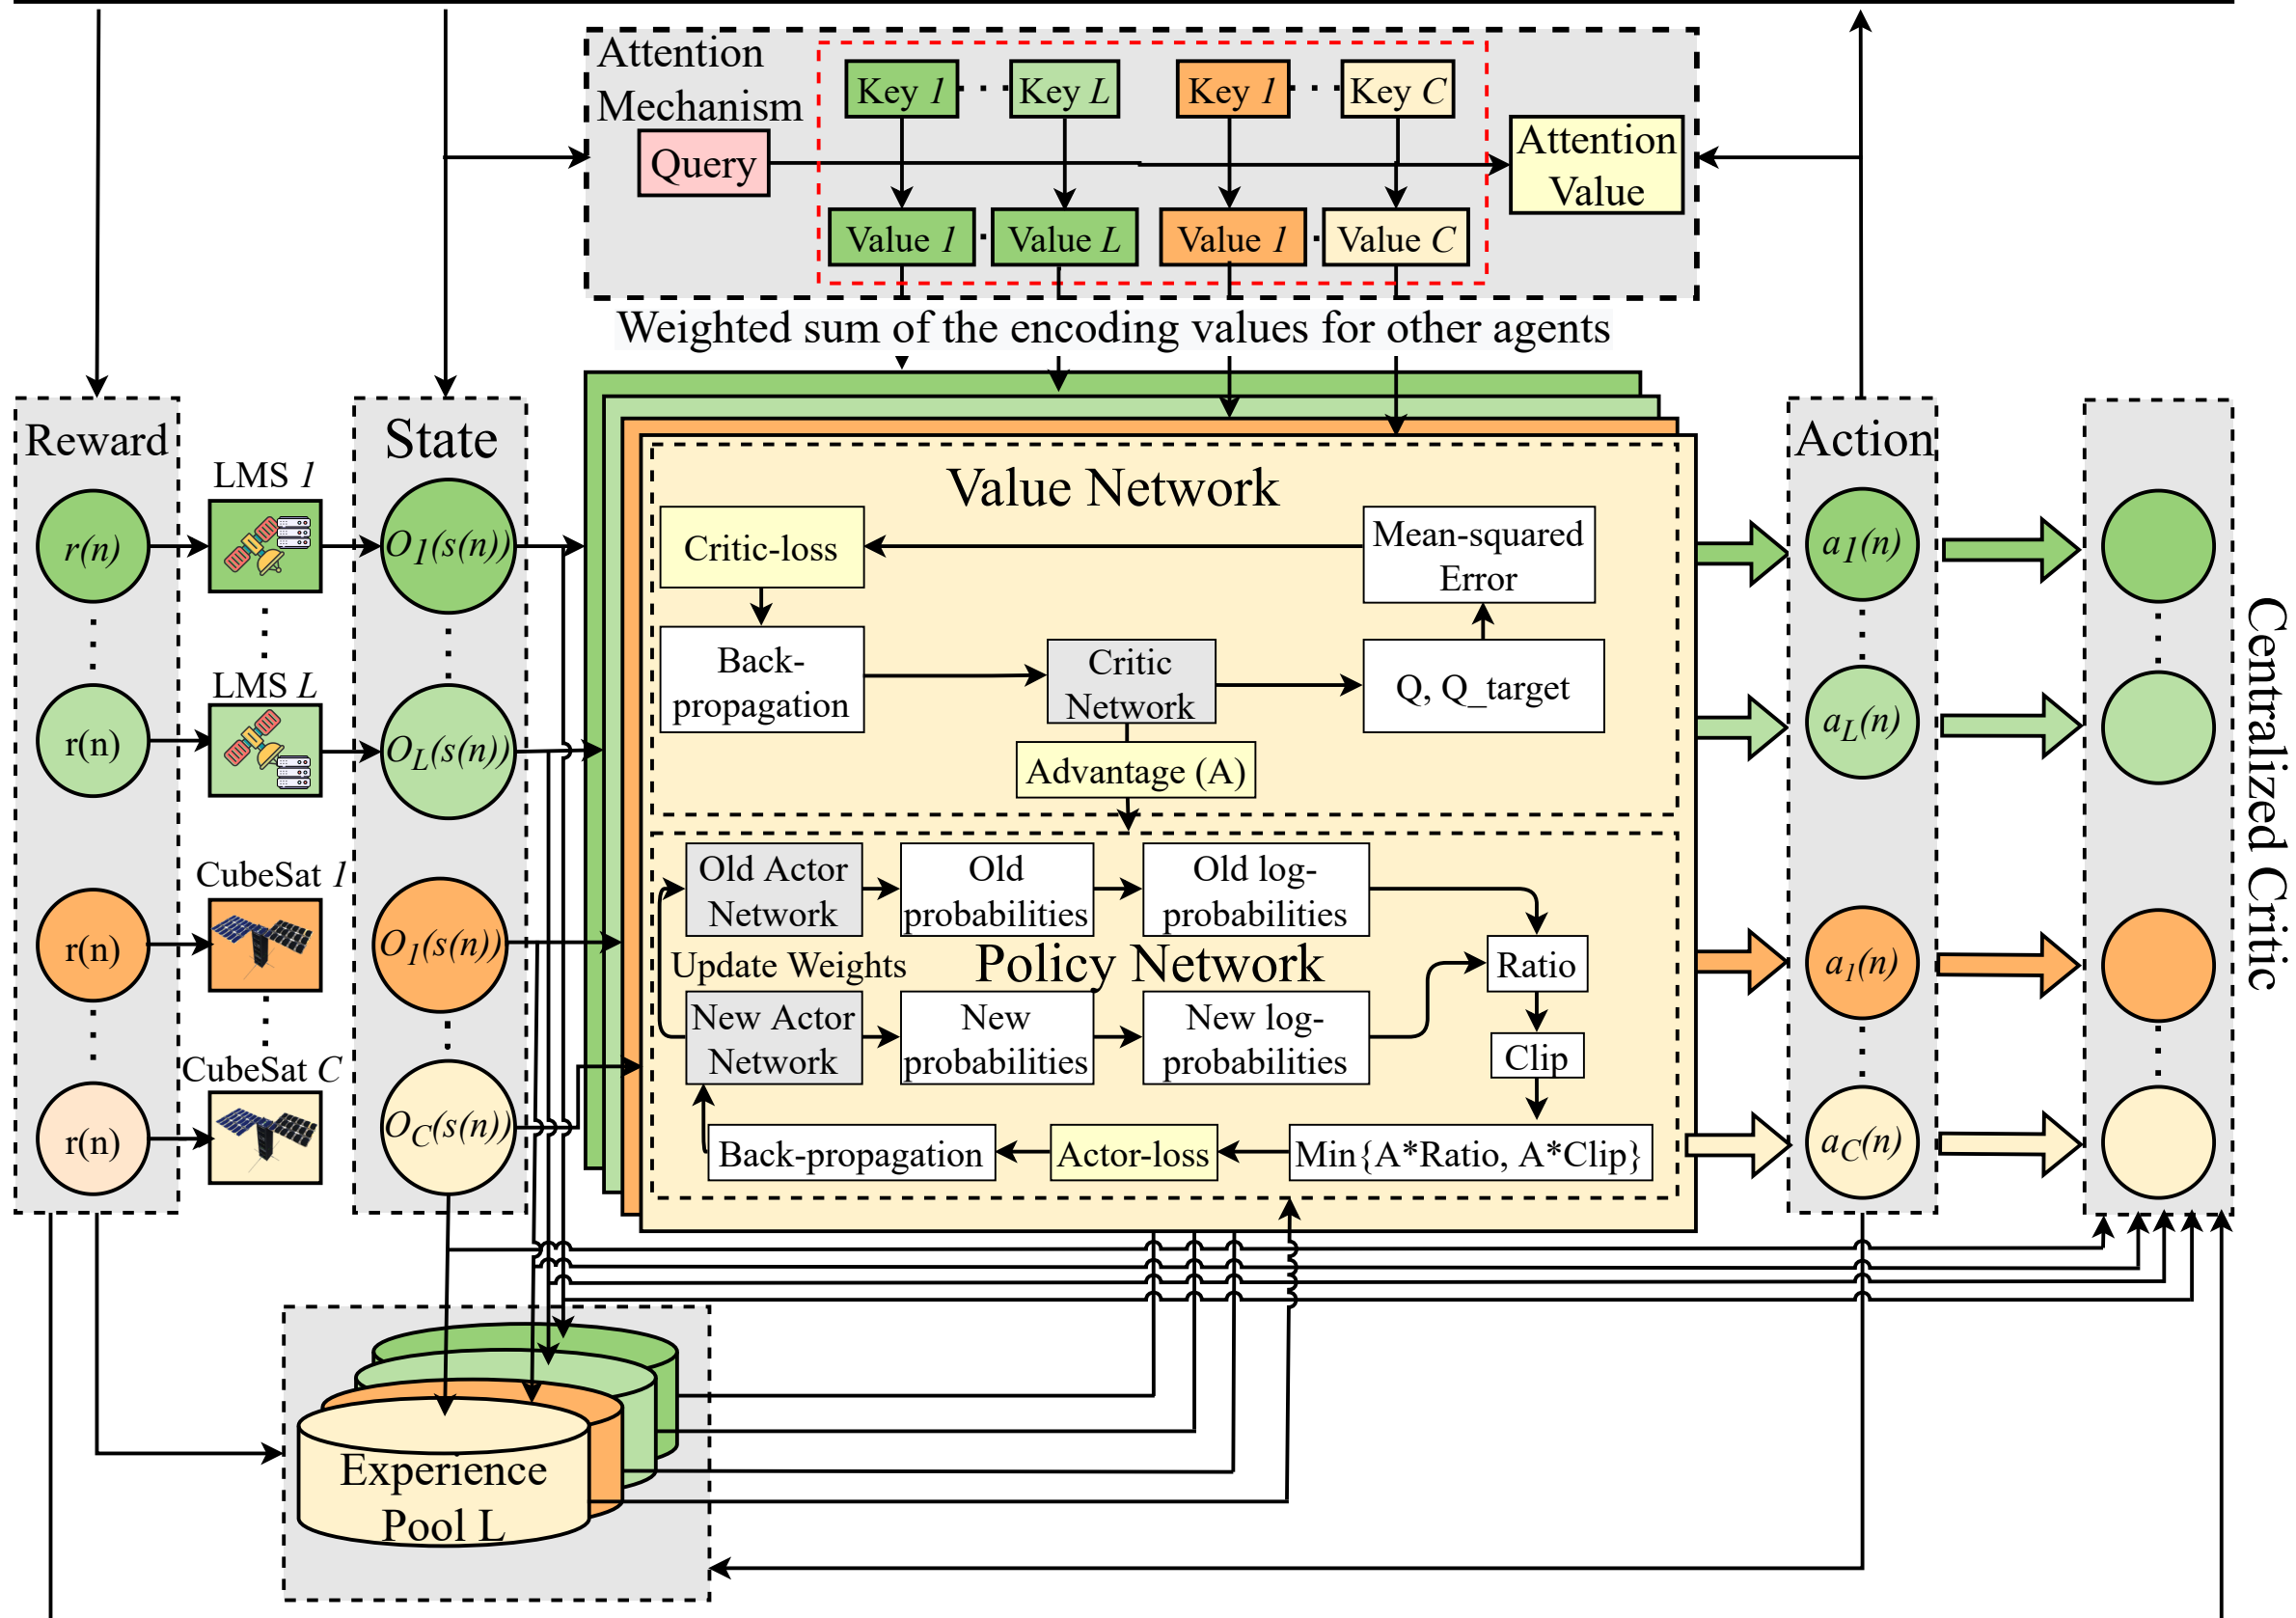 Attention
Mechanism
Key 1
Key L
Key 1
Key C
Query
Attention
Value
Value 1
Value L
Value 1
Value C
Weighted sum of the encoding values for other agents
Reward
r(n)
r(n)
r(n)
r(n)
LMS 1
LMS L
CubeSat 1
CubeSat C
State
O1(s(n))
OL(s(n))
O1(s(n))
OC(s(n))
Value Network
Critic-loss
Mean-squared
Error
Back-
propagation
Critic
Network
Q, Q_target
Advantage (A)
Old Actor
Network
Old
probabilities
Old log-
probabilities
Update Weights
Policy Network
Ratio
New Actor
Network
New
probabilities
New log-
probabilities
Clip
Back-propagation
Actor-loss
Min{A*Ratio, A*Clip}
Action
a1(n)
aL(n)
a1(n)
aC(n)
Centralized Critic
Experience
Pool L